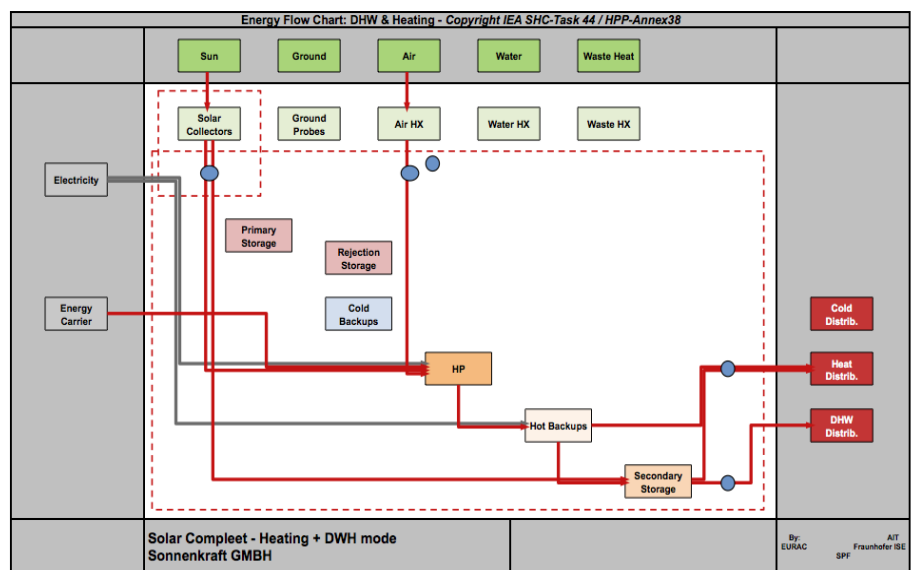 Energy Flow Chart: DHW & Heating - Copyright IEA SHC-Task 44 / HPP-Annex38
Sun
Ground
Air
Water
Waste Heat
Solar
Collectors
Ground
Probes
Air HX
Water HX
Waste HX
Electricity
Primary
Storage
Rejection
Storage
Energy
Carrier
Cold
Backups
Cold
Distrib.
HP
Heat
Distrib.
Hot Backups
DHW
Distrib.
Secondary
Storage
Solar Compleet - Heating + DWH mode
Sonnenkraft GMBH
By: AIT
EURAC Fraunhofer ISE
SPF